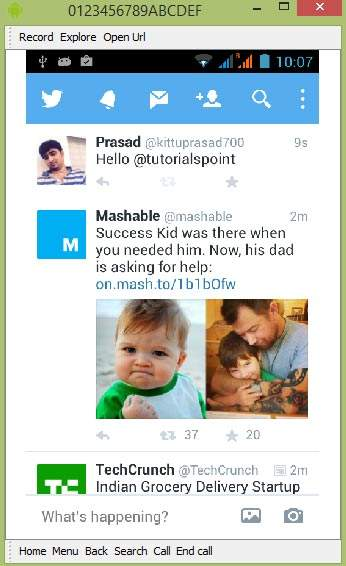 0123456789ABCDEF
Record Explore Open Url
10:07
Prasad @kittuprasad700 9s
Hello @tutorialspoint
Mashable @mashable 2m
M
Success Kid was there when
you needed him. Now, his dad
is asking for help:
on.mash.to/1b1bOfw
37 20
TechCrunch @TechCrunch 2m
Indian Grocery Delivery Startup
What's happening?
Home Menu Back Search Call End call